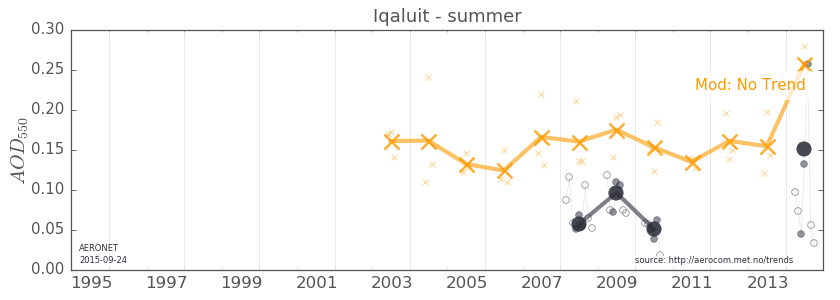 Iqaluit - summer
0.30
0.25
0.20
0.15
0.10
0.05
0.00
AOD550
Mod: No Trend
AERONET
2015-09-24
source: http://aerocom.met.no/trends
1995 1997 1999 2001 2003 2005 2007 2009 2011 2013